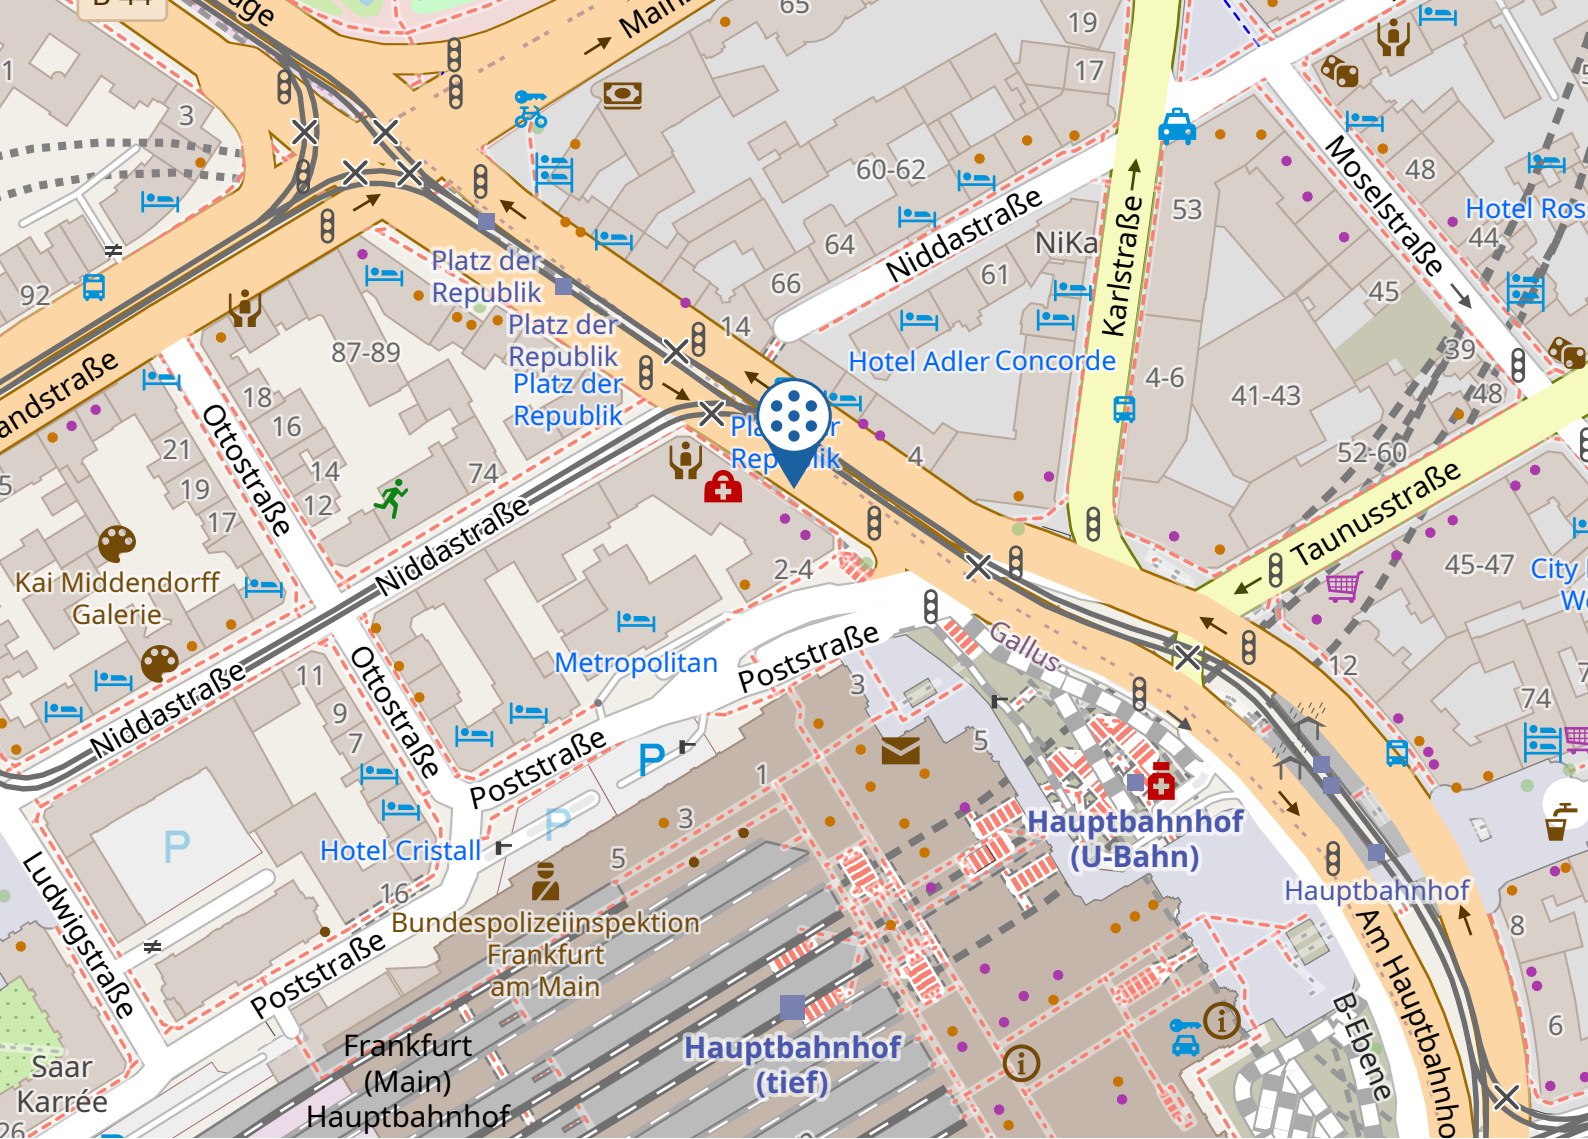 B 44
65
19
17
1
3
60-62
48
Moselstraße
Hotel
53
Niddastraße
Karlstraße
44
NiKa
64
61
66
Platz der
Republik
92
45
14
Platz der
Republik
87-89
39
Hotel Adler
Concorde
4-6
Platz der
Republik
41-43
48
18
16
Ottostraße
21
4
52-60
74
14
19
12
17
Taunusstraße
Niddastraße
2-4
45-47
City
Kai Middendorff
Galerie
Poststraße
Gallus
Metropolitan
12
11
Niddastraße
Ottostraße
3
74
9
7
5
Poststraße
P
1
3
P
Hauptbahnhof
(U-Bahn)
P
Hotel Cristall
5
16
Hauptbahnhof
Ludwigstraße
Bundespolizeiinspektion
Frankfurt
am Main
8
Poststraße
Am Hauptbahnho
B-Ebene
6
Frankfurt
(Main)
Hauptbahnhof
Hauptbahnhof
(tief)
Saar
Karrée
26